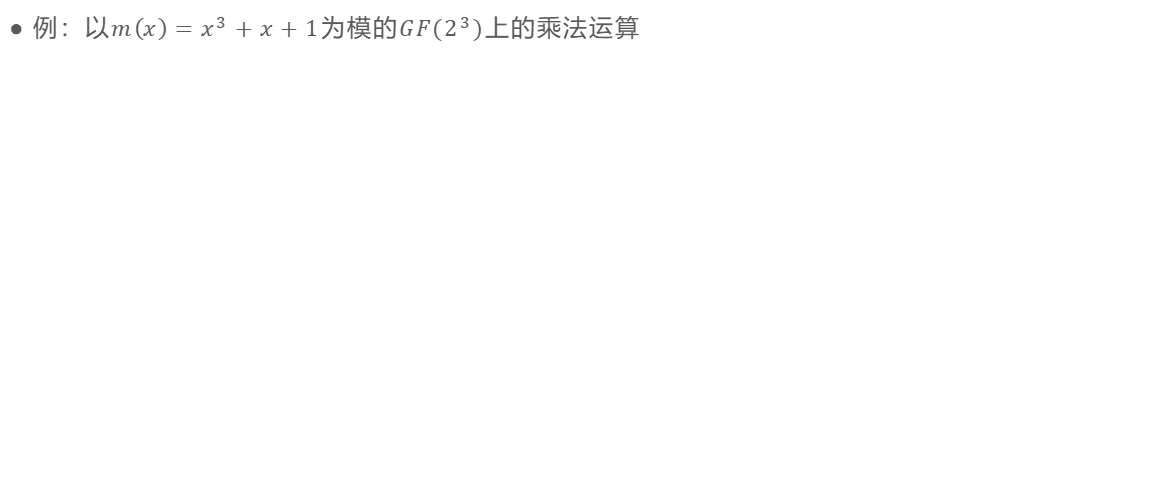 ● 例：以m(x) = x³ + x + 1为模的GF(2³)上的乘法运算